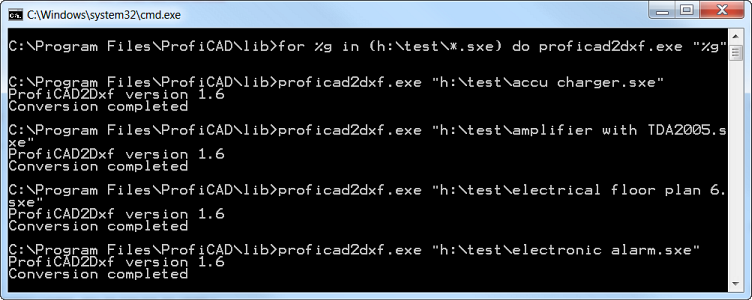 C:\Windows\system32\cmd.exe
C:\Program Files\ProfiCAD\lib>for %g in (h:\test\*.sxe) do proficad2dxf.exe "%g"
C:\Program Files\ProfiCAD\lib>proficad2dxf.exe "h:\test\accu charger.sxe"
ProfiCAD2Dxf version 1.6
Conversion completed
C:\Program Files\ProfiCAD\lib>proficad2dxf.exe "h:\test\amplifier with TDA2005.s
xe"
ProfiCAD2Dxf version 1.6
Conversion completed
C:\Program Files\ProfiCAD\lib>proficad2dxf.exe "h:\test\electrical floor plan 6.
sxe"
ProfiCAD2Dxf version 1.6
Conversion completed
C:\Program Files\ProfiCAD\lib>proficad2dxf.exe "h:\test\electronic alarm.sxe"
ProfiCAD2Dxf version 1.6
Conversion completed